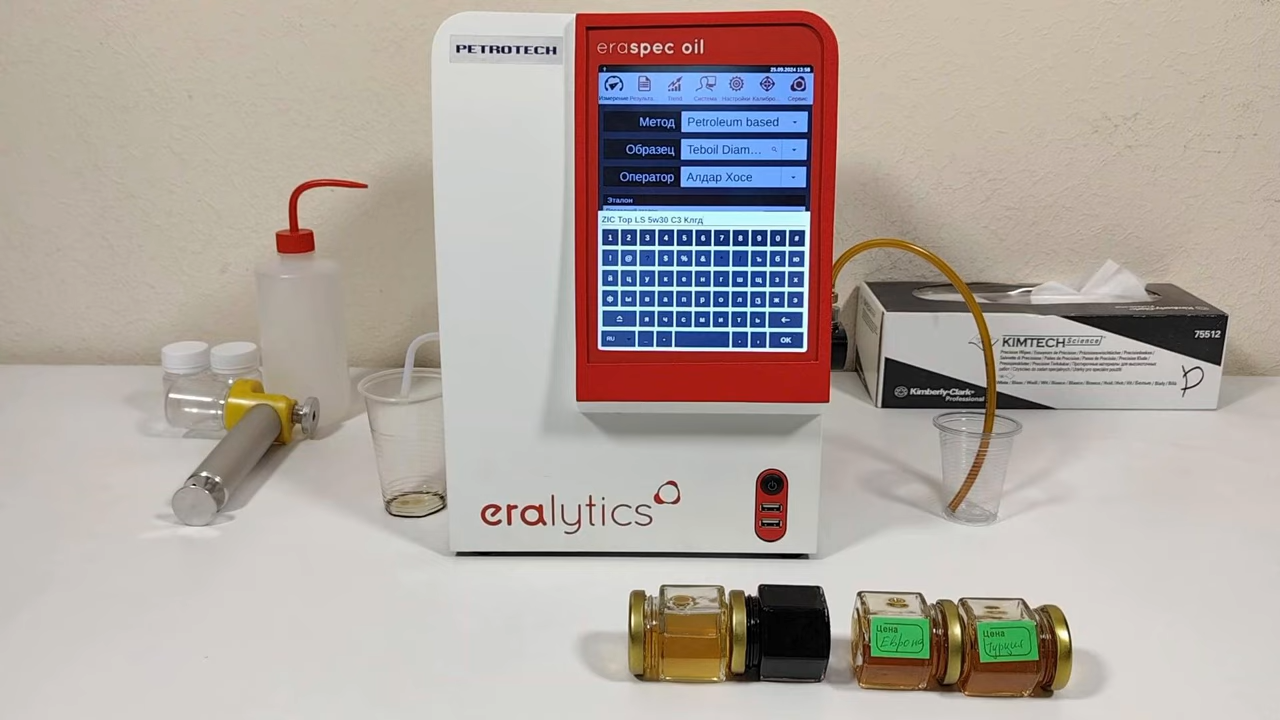 PETROTECH
eraspec oil
25.09.2024 13:56
Измерение Результа... Trend Система Настройки Калибро... Сервис
Метод Petroleum based
Образец Teboil Diam...
Оператор Алдар Хосе
Эталон
ZIC Top LS 5w30 C3 Клгд
1 2 3 4 5 6 7 8 9 0 #
! @ ? $ % & * / ъ б ю
й ц у к е н г ш щ з х
ф ы в а п р о л д ж э
я ч с м и т ь
RU _ - . , OK
eralytics
KIMTECH Science
75512
Kimberly-Clark
Professional
P
Цена
Европа
Цена
Турция